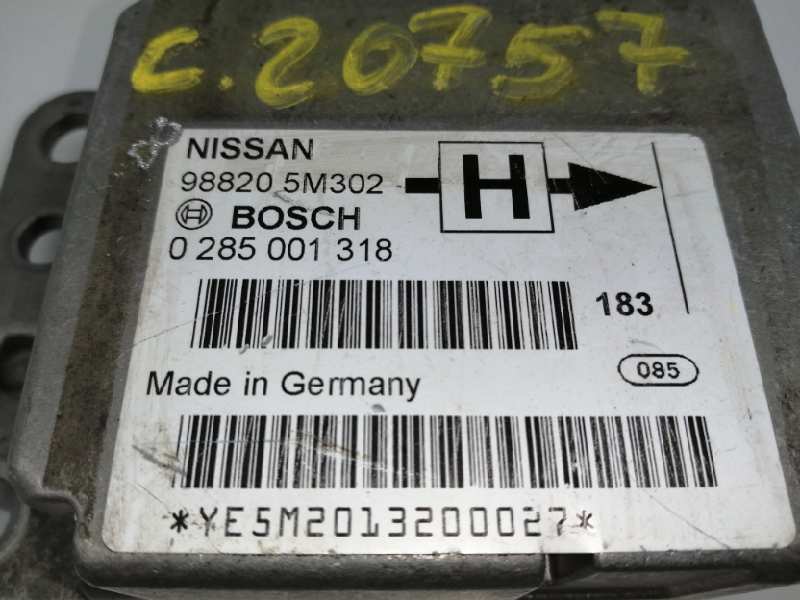 C.20757
NISSAN
98820 5M302
H
BOSCH
0 285 001 318
183
085
Made in Germany
*YE5M2013200027*